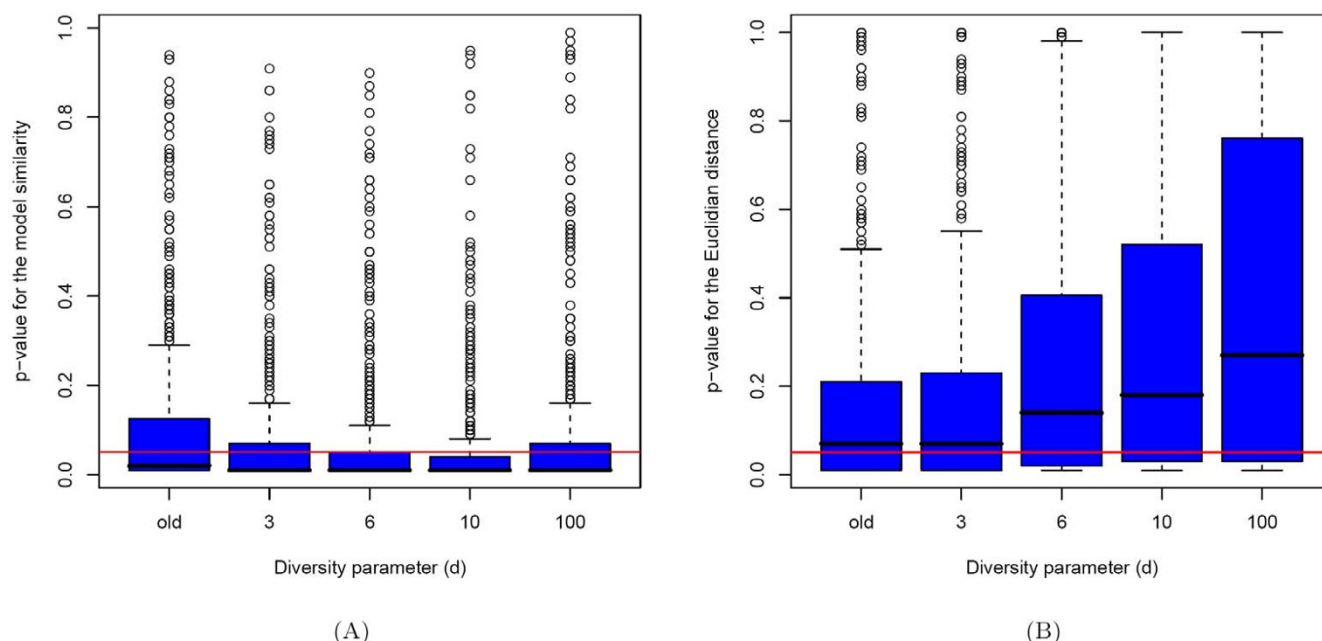 p−value for the model similarity
1.0
0.8
0.6
0.4
0.2
0.0
old 3 6 10 100
Diversity parameter (d)
(A)
p−value for the Euclidian distance
1.0
0.8
0.6
0.4
0.2
0.0
old 3 6 10 100
Diversity parameter (d)
(B)